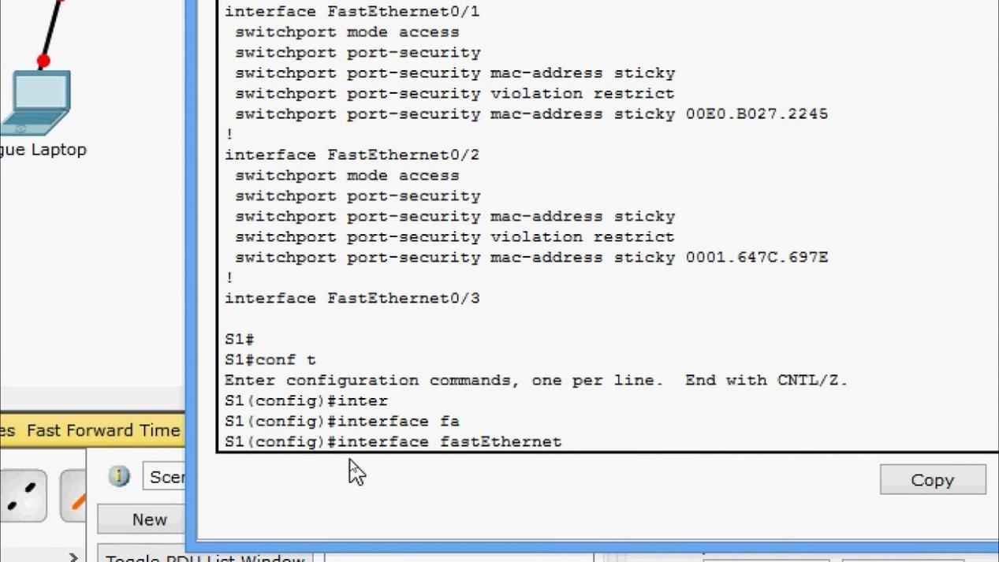 interface FastEthernet0/1
switchport mode access
switchport port-security
switchport port-security mac-address sticky
switchport port-security violation restrict
switchport port-security mac-address sticky 00E0.B027.2245
!
interface FastEthernet0/2
switchport mode access
switchport port-security
switchport port-security mac-address sticky
switchport port-security violation restrict
switchport port-security mac-address sticky 0001.647C.697E
!
interface FastEthernet0/3
S1#
S1#conf t
Enter configuration commands, one per line.  End with CNTL/Z.
S1(config)#inter
S1(config)#interface fa
S1(config)#interface fastEthernet
Copy
gue Laptop
es Fast Forward Time
Scen
New
Toggle PDU List Window